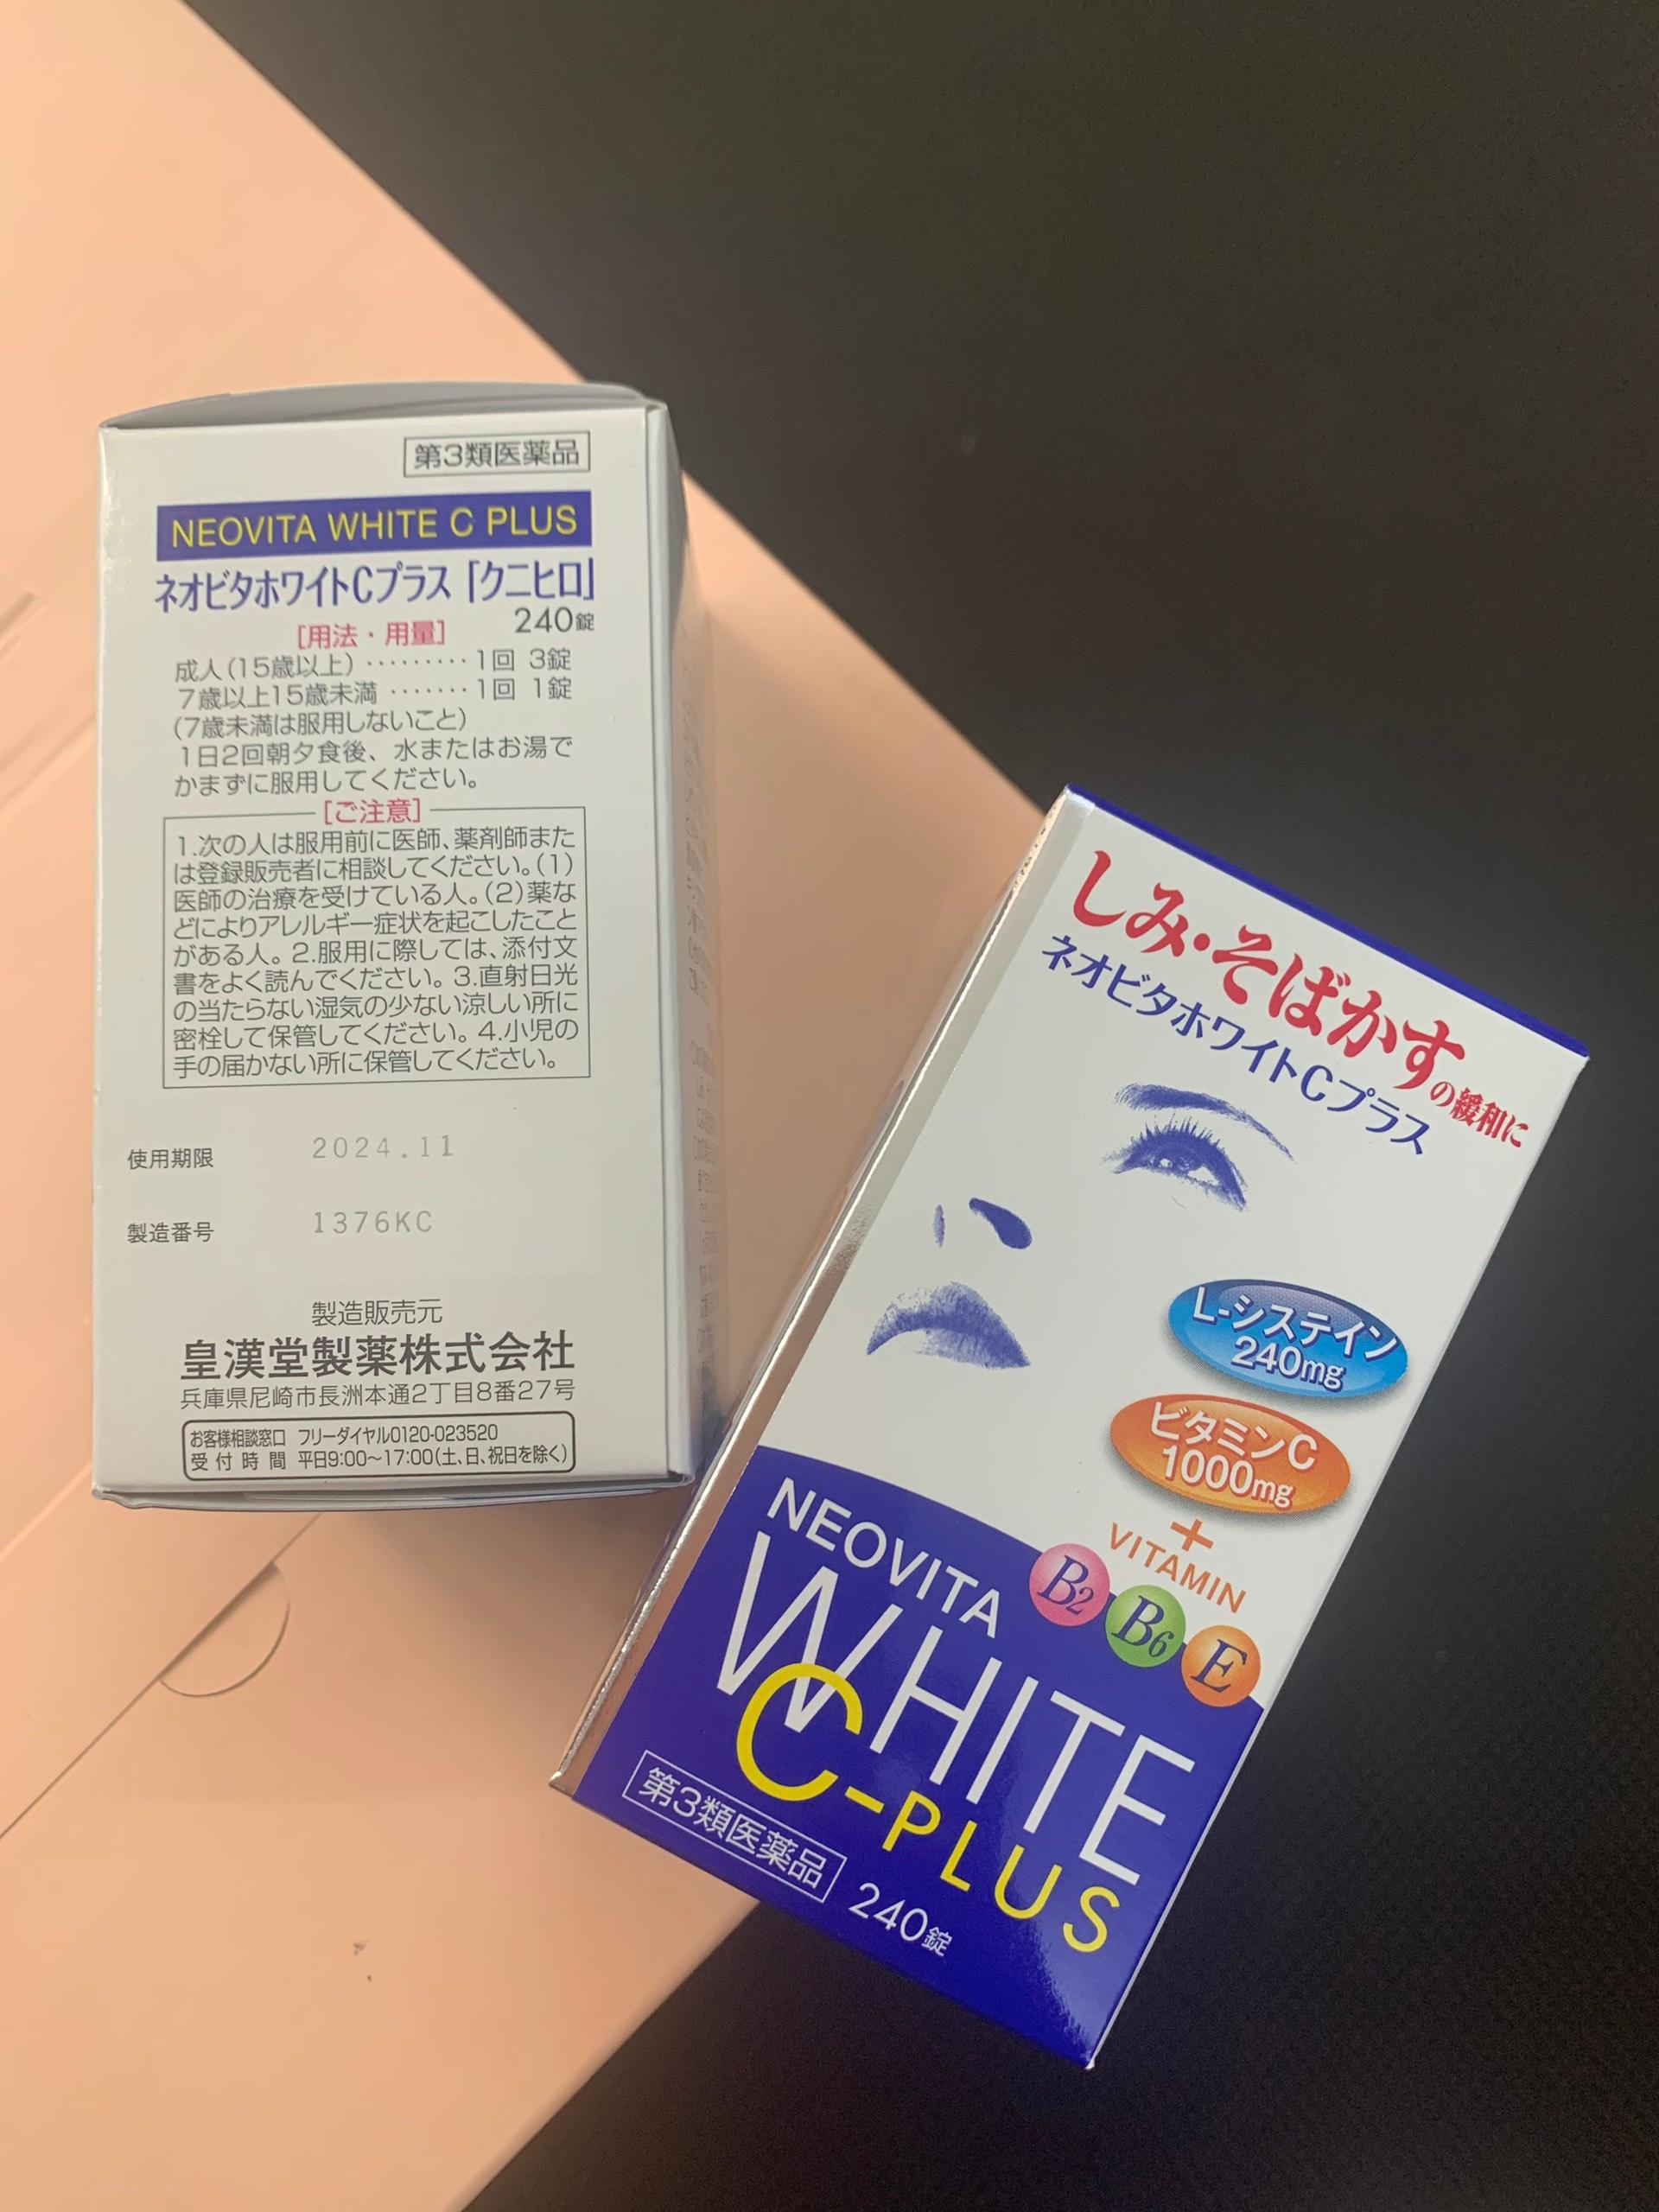 第3類医薬品
NEOVITA WHITE C PLUS
ネオビタホワイトCプラス「クニヒロ」
240錠
[用法・用量]
成人(15歳以上)·········1回 3錠
7歳以上15歳未満·······1回 1錠
(7歳未満は服用しないこと)
1日2回朝夕食後、水またはお湯で
かまずに服用してください。
[ご注意]
1.次の人は服用前に医師、薬剤師また
は登録販売者に相談してください。(1)
医師の治療を受けている人。(2)薬な
どによりアレルギー症状を起こしたこと
がある人。2.服用に際しては、添付文
書をよく読んでください。3.直射日光
の当たらない湿気の少ない涼しい所に
密栓して保管してください。4.小児の
手の届かない所に保管してください。
使用期限 2024.11
製造番号 1376KC
製造販売元
皇漢堂製薬株式会社
兵庫県尼崎市長洲本通2丁目8番27号
お客様相談窓口 フリーダイヤル0120-023520
受付時間 平日9:00〜17:00(土、日、祝日を除く)
しみ・そばかすの緩和に
ネオビタホワイトCプラス
L-システイン
240mg
ビタミンC
1000mg
+
VITAMIN
B2 B6 E
NEOVITA
WHITE
C-PLUS
第3類医薬品
240錠